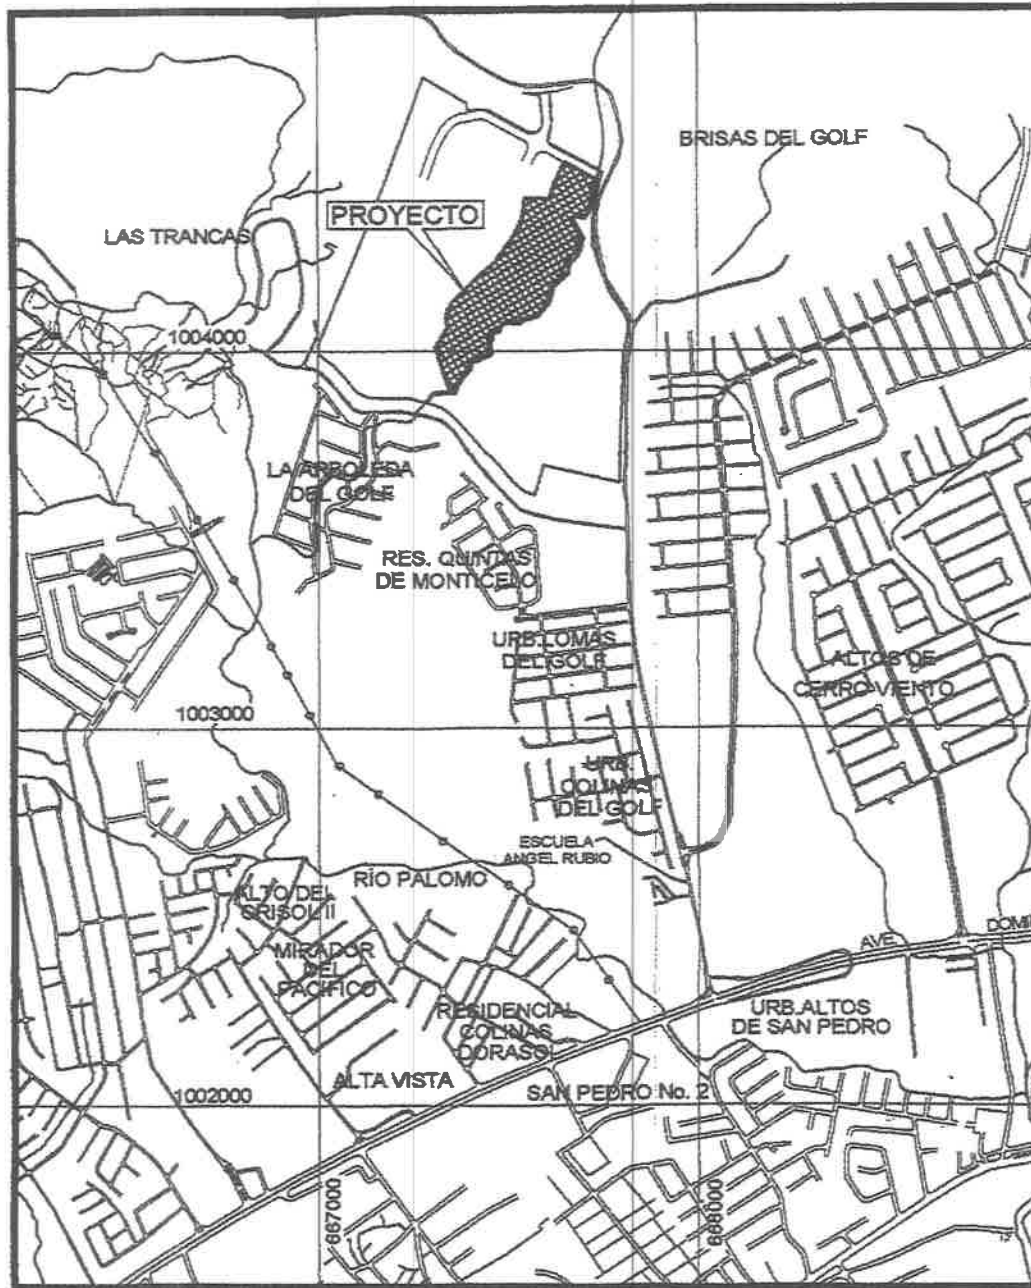 BRISAS DEL GOLF
PROYECTO
LAS TRANCAS
1004000
LA ARBOLEDA
DEL GOLF
RES. QUINTAS
DE MONTICELO
URB. LOMAS
DEL GOLF
ALTOS DE
CERRO VIENTO
1003000
URB.
COLINAS
DEL GOLF
ESCUELA
ANGEL RUBIO
RÍO PALOMO
ALTO DEL
CRISOL II
MIRADOR
DEL
PACIFICO
AVE. DOMI
RESIDENCIAL
COLINAS
DORASOL
URB.ALTOS
DE SAN PEDRO
ALTA VISTA
SAN PEDRO No. 2
1002000
667000
668000